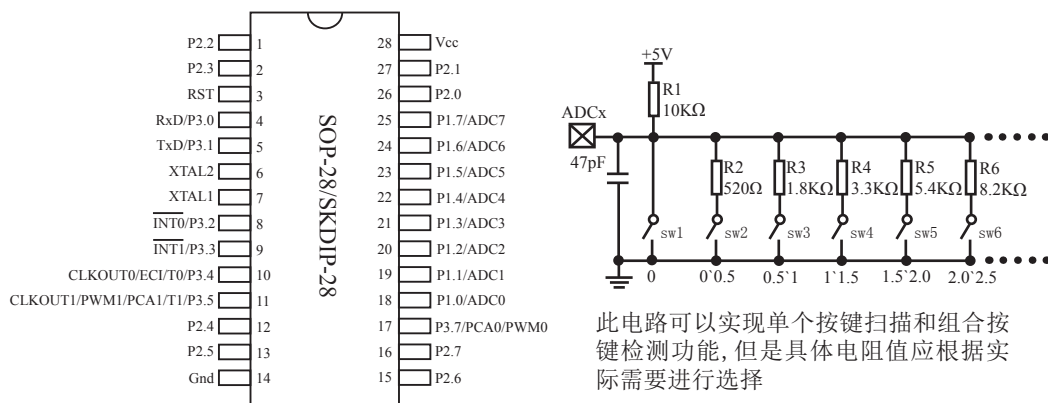 P2.2 1
P2.3 2
RST 3
RxD/P3.0 4
TxD/P3.1 5
XTAL2 6
XTAL1 7
INT0/P3.2 8
INT1/P3.3 9
CLKOUT0/ECI/T0/P3.4 10
CLKOUT1/PWM1/PCA1/T1/P3.5 11
P2.4 12
P2.5 13
Gnd 14
SOP-28/SKDIP-28
28 Vcc
27 P2.1
26 P2.0
25 P1.7/ADC7
24 P1.6/ADC6
23 P1.5/ADC5
22 P1.4/ADC4
21 P1.3/ADC3
20 P1.2/ADC2
19 P1.1/ADC1
18 P1.0/ADC0
17 P3.7/PCA0/PWM0
16 P2.7
15 P2.6
+5V
R1
10KΩ
ADCx
47pF
R2 R3 R4 R5 R6
520Ω 1.8KΩ 3.3KΩ 5.4KΩ 8.2KΩ
sw1 sw2 sw3 sw4 sw5 sw6
0 0`0.5 0.5`1 1`1.5 1.5`2.0 2.0`2.5
此电路可以实现单个按键扫描和组合按
键检测功能,但是具体电阻值应根据实
际需要进行选择